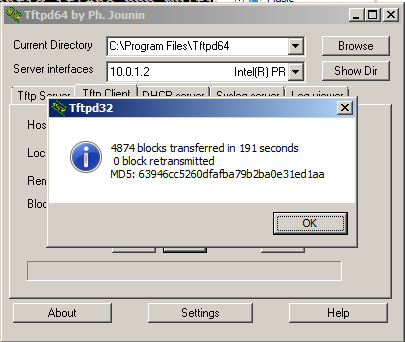 Tftpd64 by Ph. Jounin
Current Directory C:\Program Files\Tftpd64 Browse
Server interfaces 10.0.1.2 Intel(R) PR Show Dir
Tftp Server Tftp Client DHCP server Syslog server Log viewer
Hos
Loc
Ren
Bloc
Tftpd32
4874 blocks transferred in 191 seconds
0 block retransmitted
MD5: 63946cc5260dfafba79b2ba0e31ed1aa
OK
About Settings Help